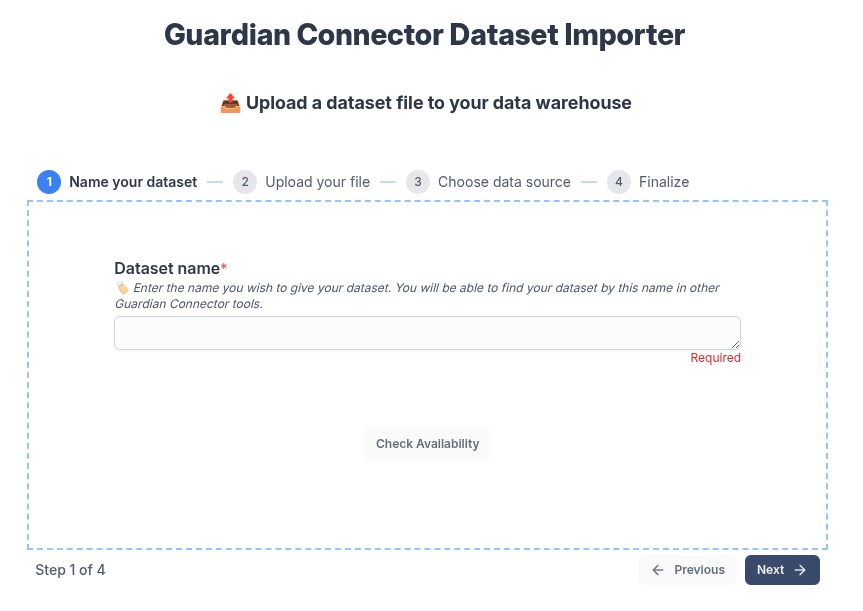 Guardian Connector Dataset Importer
📤 Upload a dataset file to your data warehouse
1 Name your dataset — 2 Upload your file — 3 Choose data source — 4 Finalize
Dataset name*
🏷️ Enter the name you wish to give your dataset. You will be able to find your dataset by this name in other
Guardian Connector tools.
Required
Check Availability
Step 1 of 4
← Previous
Next →